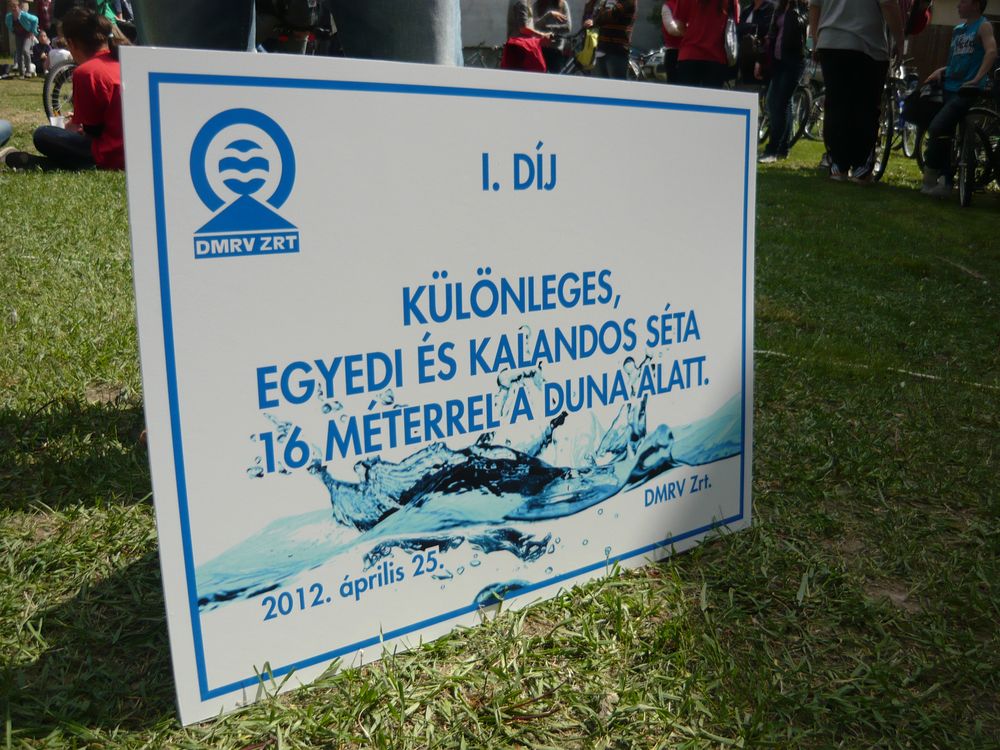 DMRV ZRT
I. DÍJ
KÜLÖNLEGES,
EGYEDI ÉS KALANDOS SÉTA
16 MÉTERREL A DUNA ALATT.
DMRV Zrt.
2012. április 25.